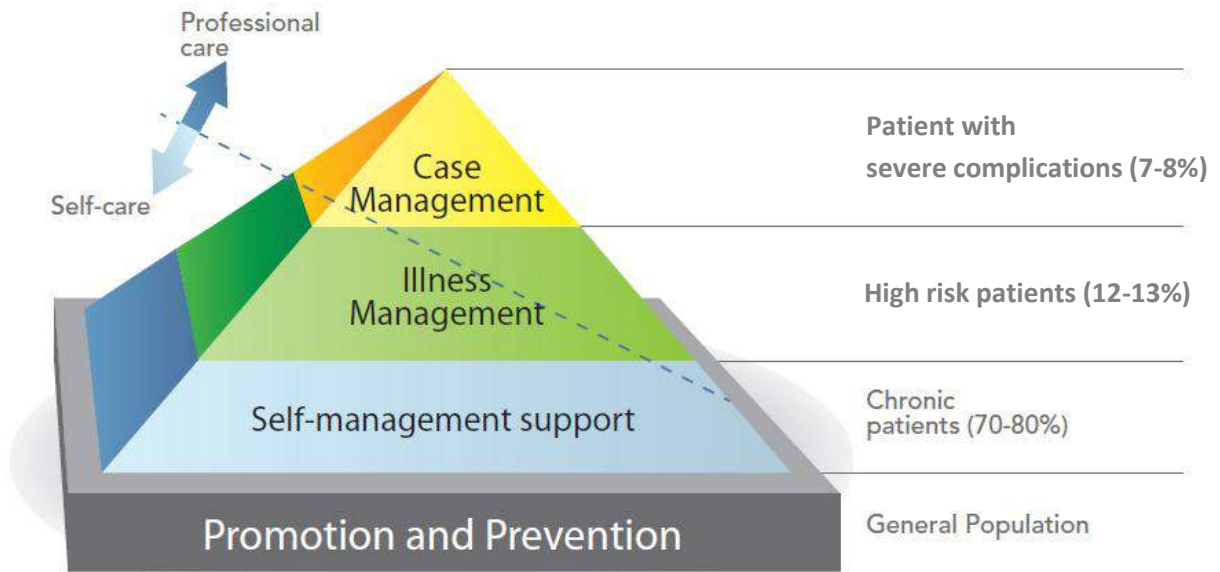 Professional
care
Self-care
Case
Management
Patient with
severe complications (7-8%)
Illness
Management
High risk patients (12-13%)
Self-management support
Chronic
patients (70-80%)
Promotion and Prevention
General Population